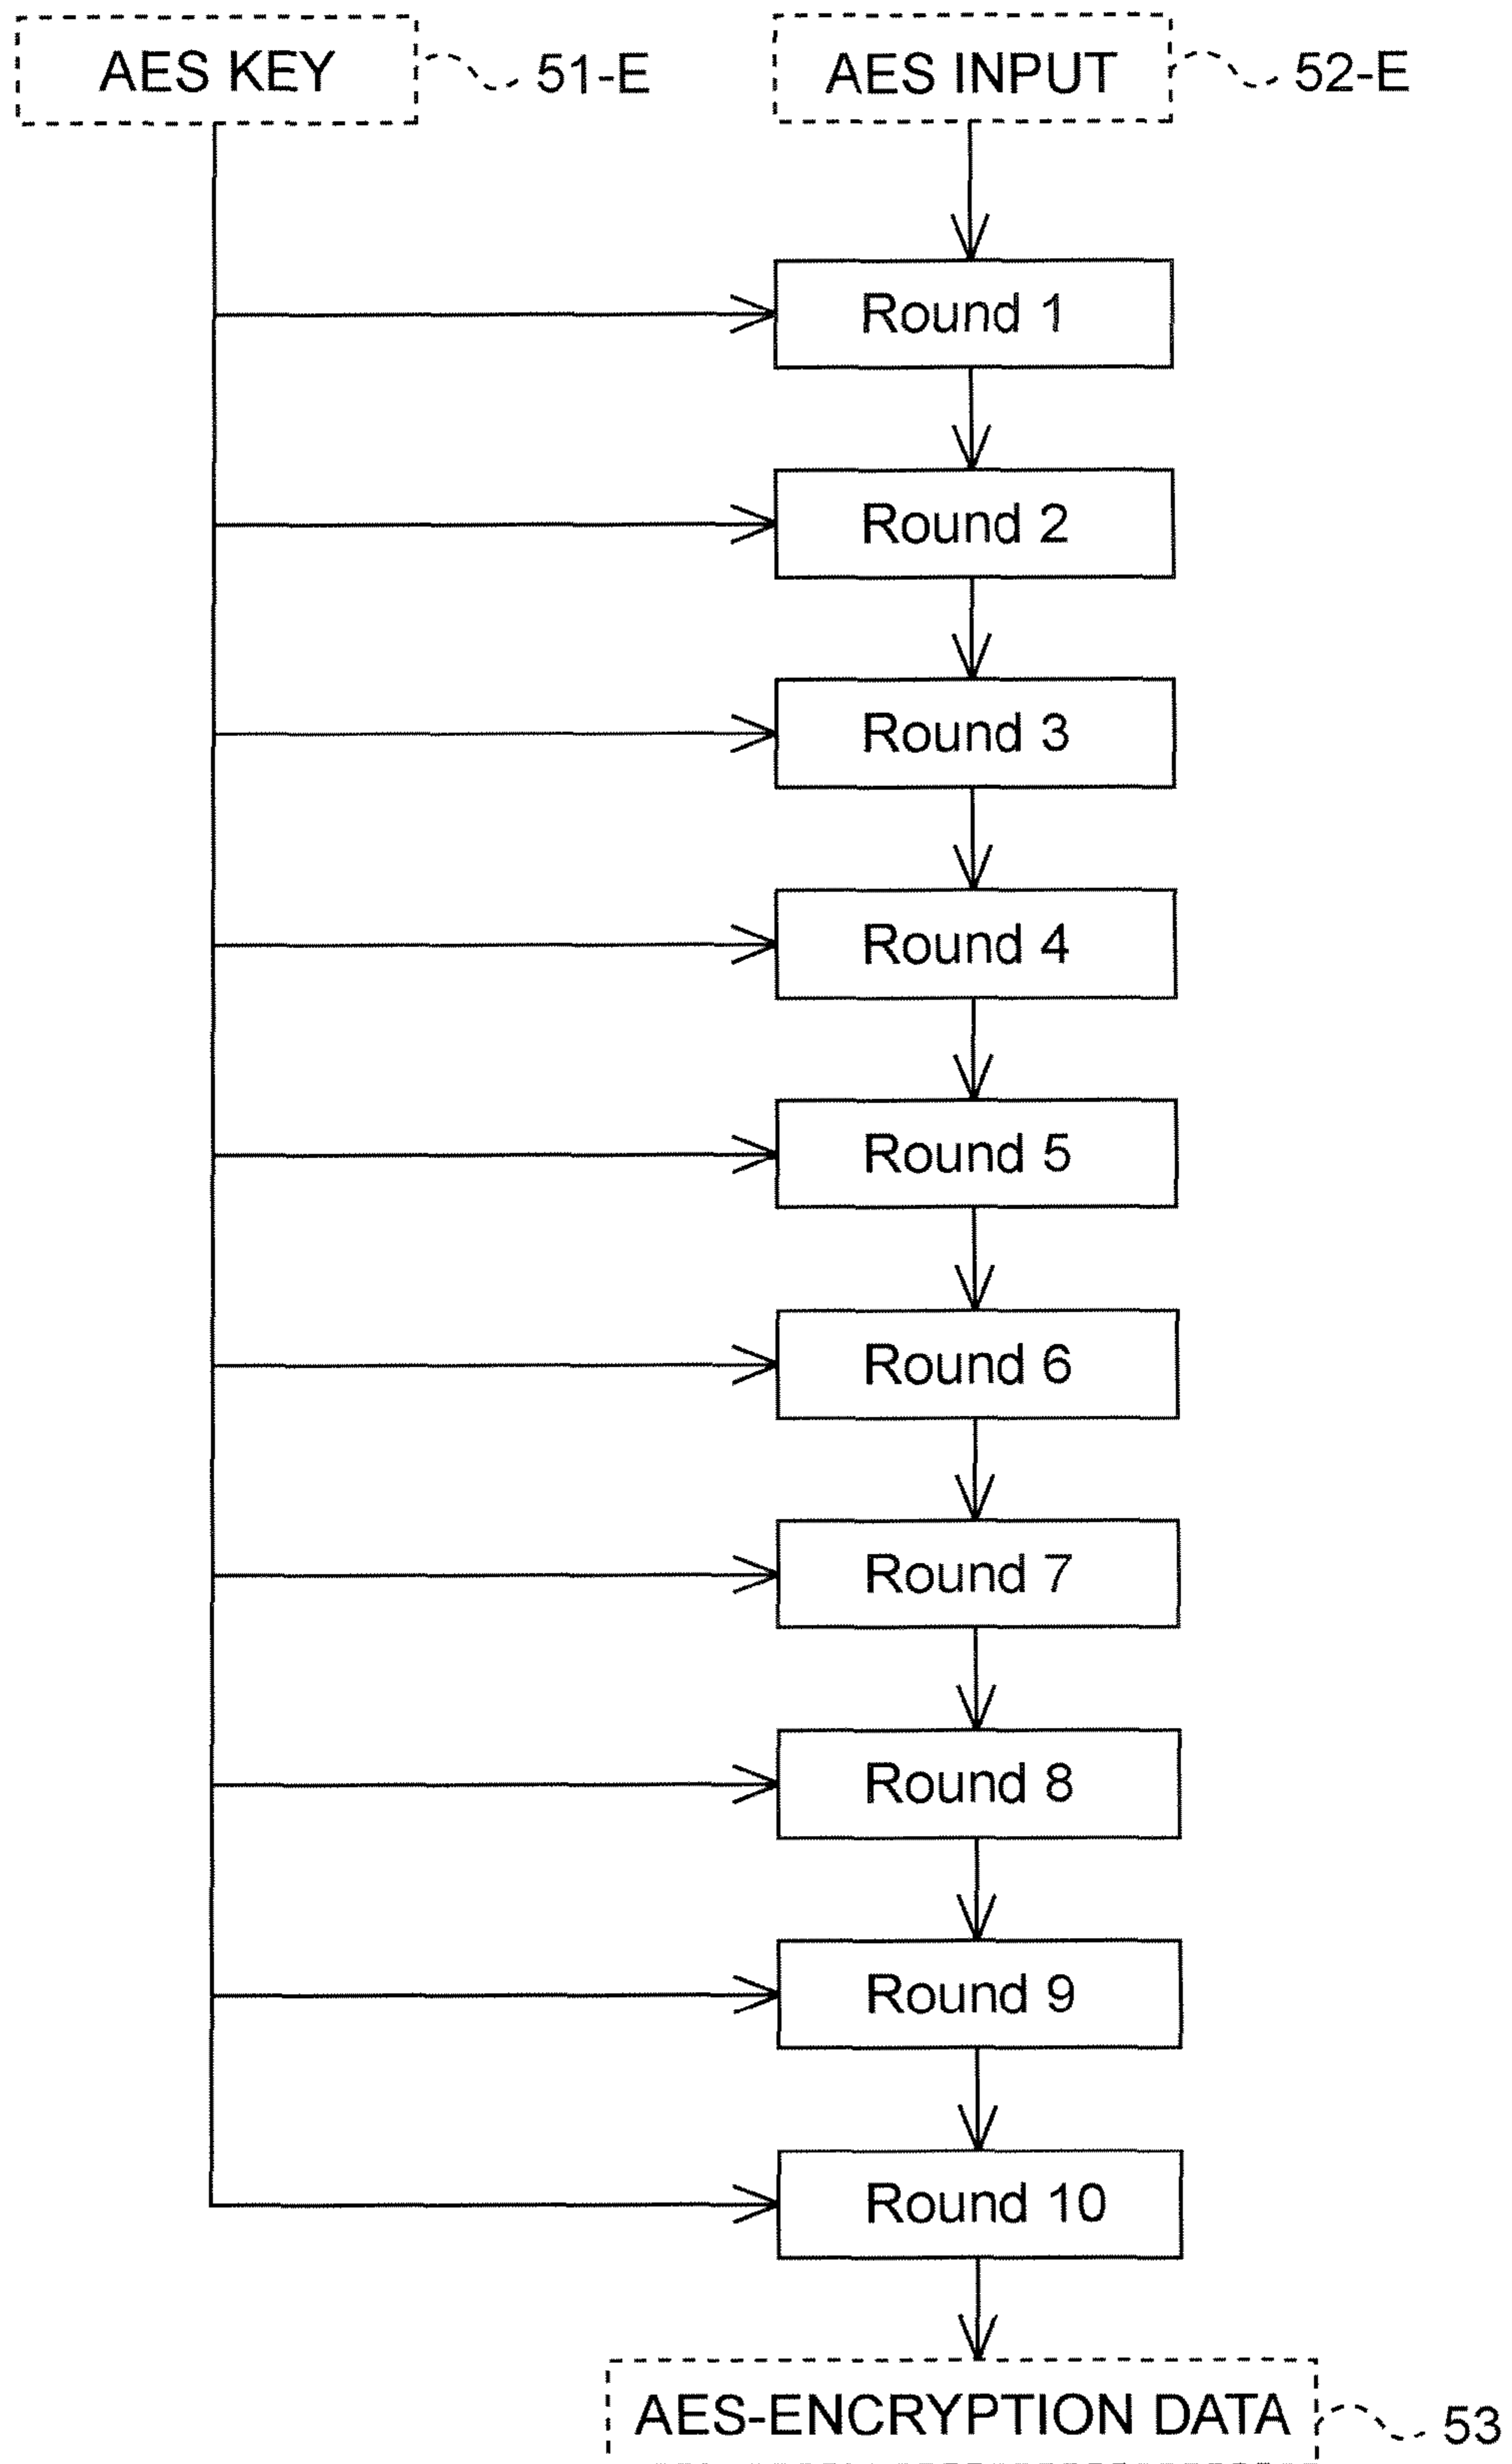 AES KEY 51-E AES INPUT 52-E
Round 1
Round 2
Round 3
Round 4
Round 5
Round 6
Round 7
Round 8
Round 9
Round 10
AES-ENCRYPTION DATA 53